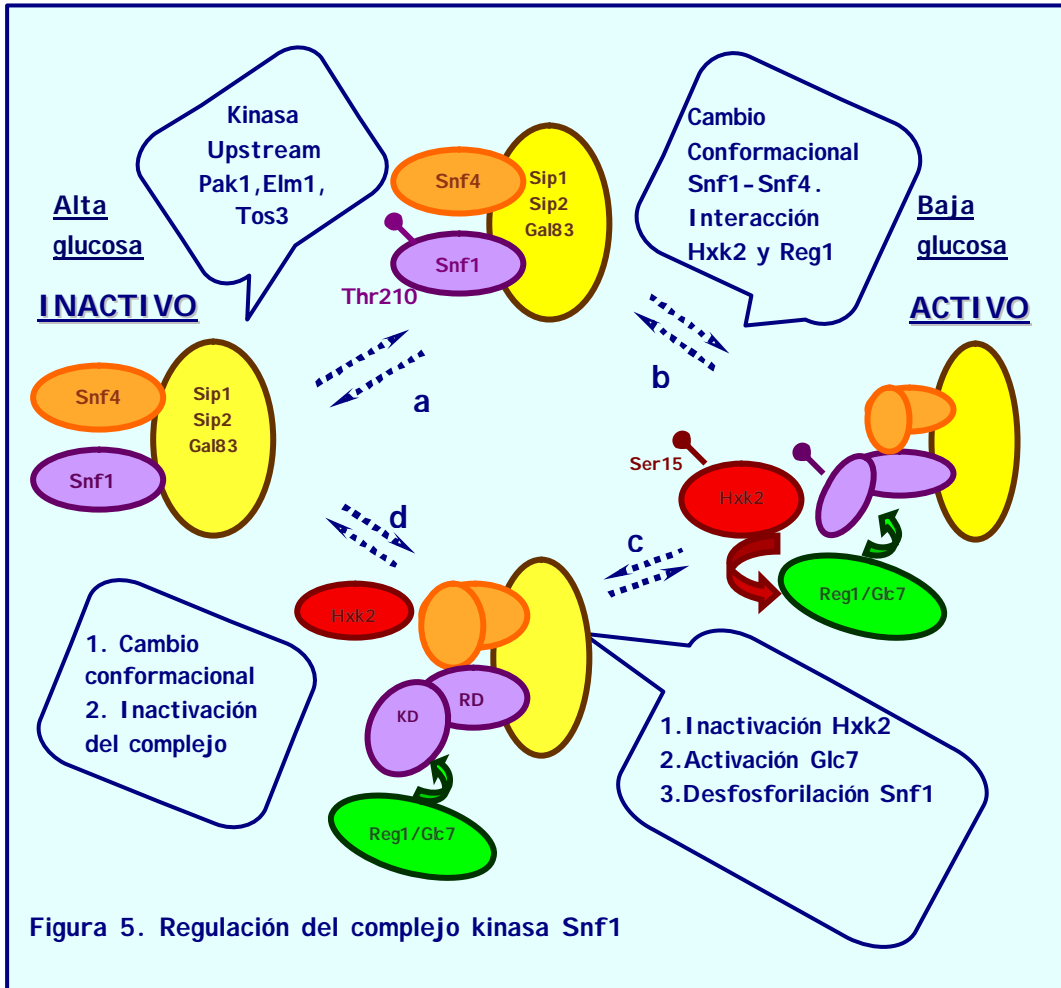 Kinasa
Upstream
Pak1,Elm1,
Tos3
Cambio
Conformacional
Snf1-Snf4.
Interacción
Hxk2 y Reg1
Alta
glucosa
INACTIVO
Baja
glucosa
ACTIVO
Snf4
Snf1
Sip1
Sip2
Gal83
Thr210
a
b
Snf4
Snf1
Sip1
Sip2
Gal83
Ser15
Hxk2
Reg1/Glc7
c
d
Hxk2
KD
RD
Reg1/Glc7
1. Cambio
conformacional
2. Inactivación
del complejo
1.Inactivación Hxk2
2.Activación Glc7
3.Desfosforilación Snf1
Figura 5. Regulación del complejo kinasa Snf1